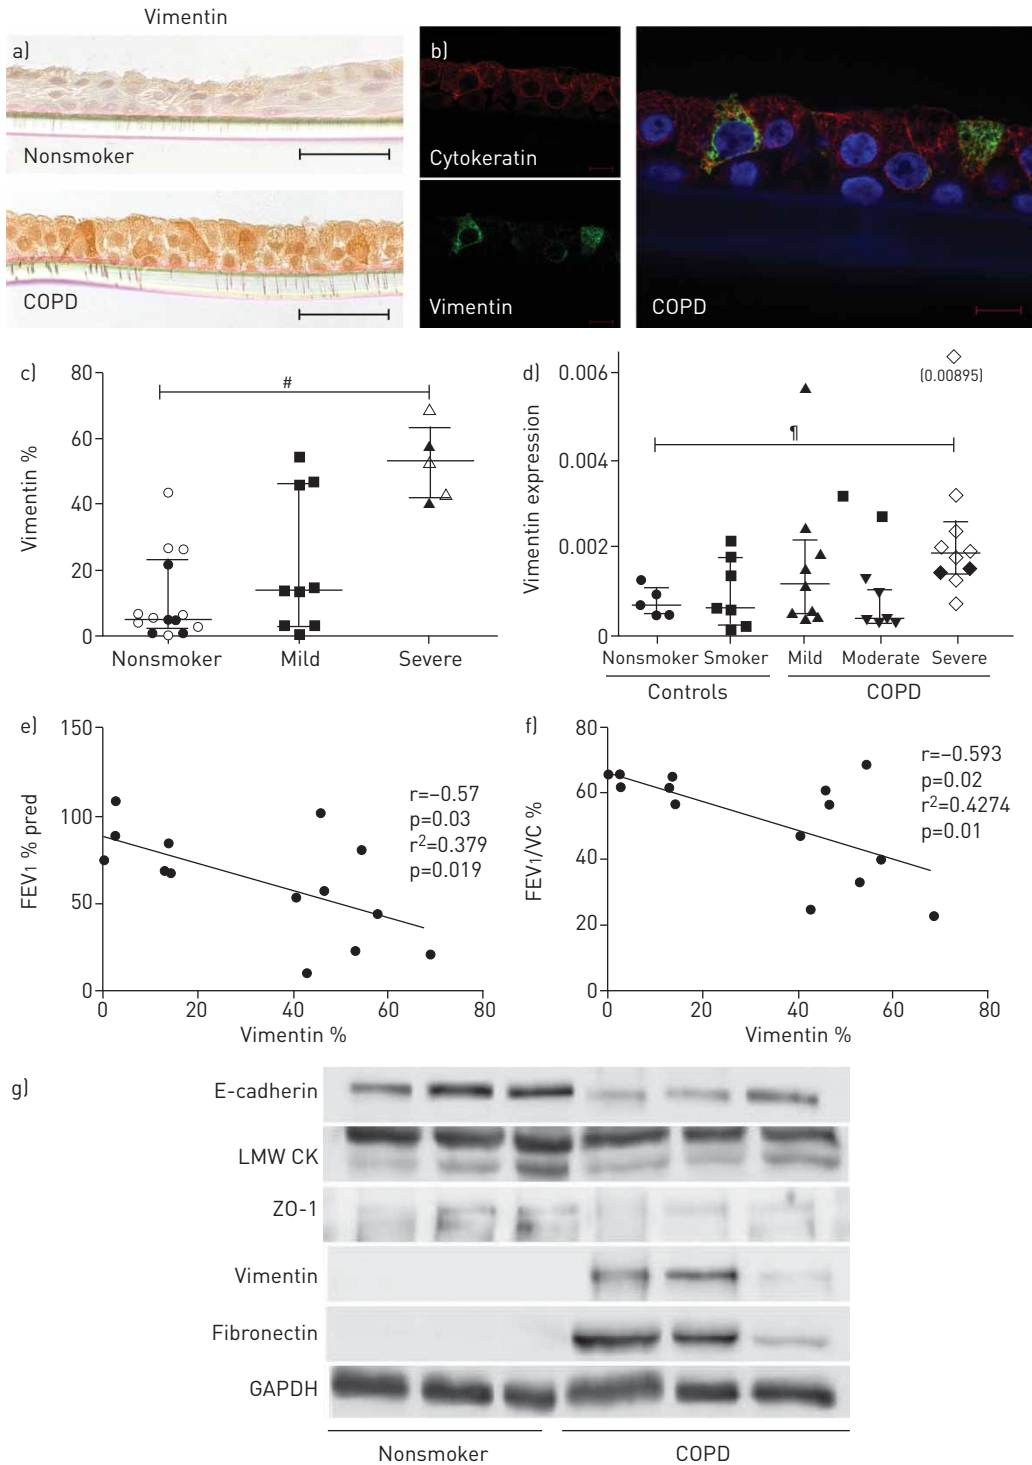 Vimentin
a)
Nonsmoker
COPD
b)
Cytokeratin
Vimentin
COPD
c)
Vimentin %
80
60
40
20
0
#
Nonsmoker Mild Severe
d)
Vimentin expression
0.006
0.004
0.002
0
(0.00895)
¶
Nonsmoker Smoker Mild Moderate Severe
Controls COPD
e)
FEV1 % pred
150
100
50
0
r=–0.57
p=0.03
r²=0.379
p=0.019
0 20 40 60 80
Vimentin %
f)
FEV1/VC %
80
60
40
20
0
r=–0.593
p=0.02
r²=0.4274
p=0.01
0 20 40 60 80
Vimentin %
g)
E-cadherin
LMW CK
ZO-1
Vimentin
Fibronectin
GAPDH
Nonsmoker COPD